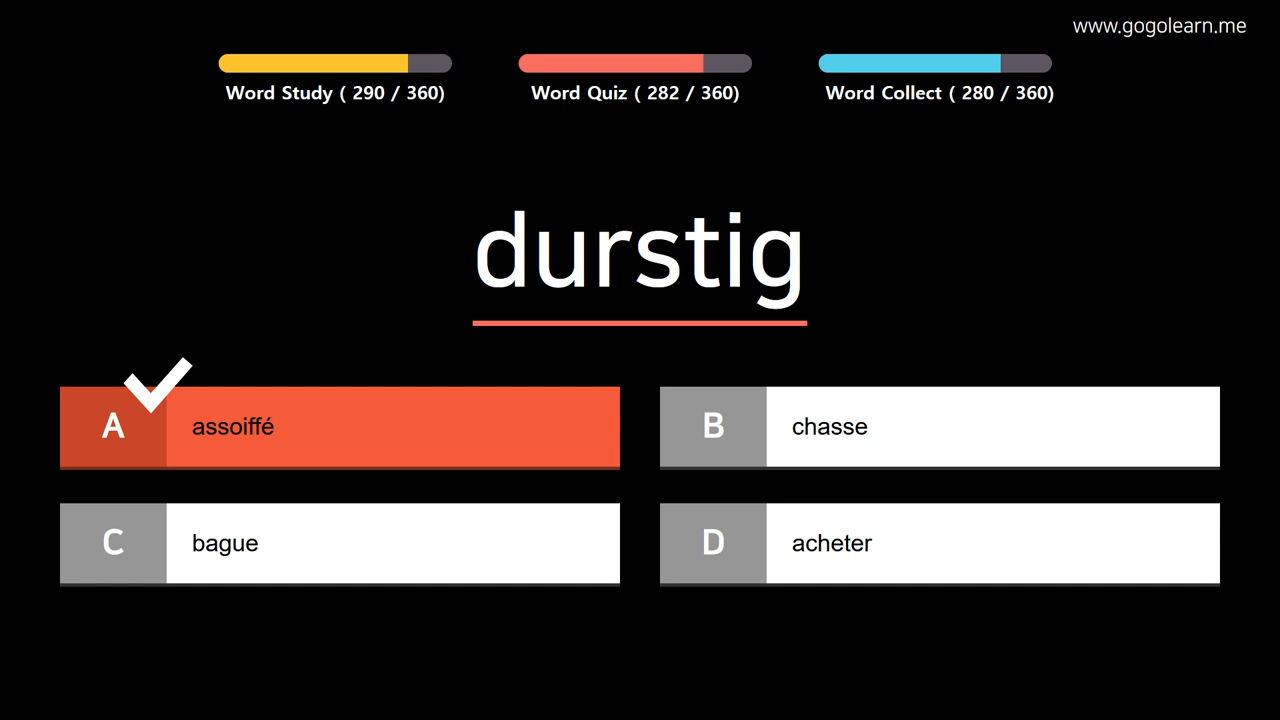 www.gogolearn.me
Word Study ( 290 / 360)
Word Quiz ( 282 / 360)
Word Collect ( 280 / 360)
durstig
A assoiffé
B chasse
C bague
D acheter